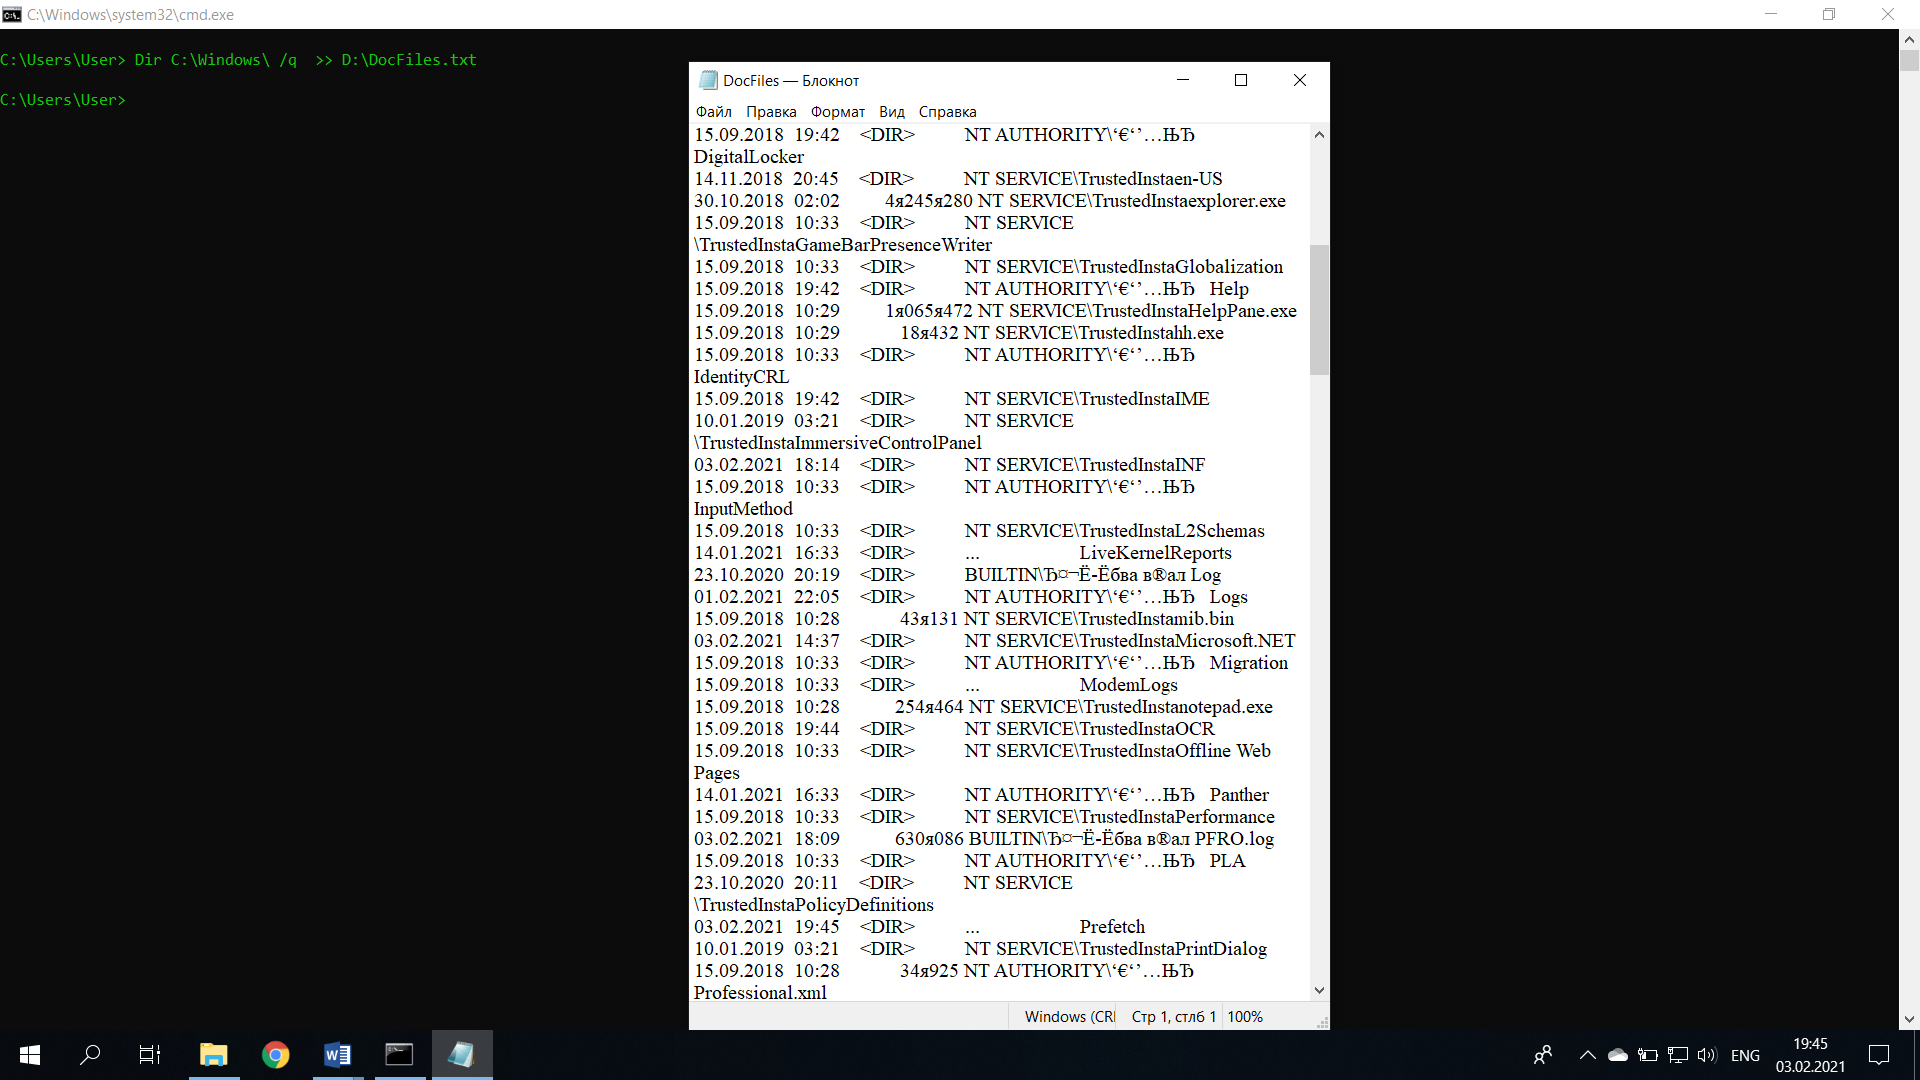 C:\Windows\system32\cmd.exe
C:\Users\User> Dir C:\Windows\ /q  >> D:\DocFiles.txt
C:\Users\User>
DocFiles — Блокнот
Файл Правка Формат Вид Справка
15.09.2018  19:42    <DIR>          NT AUTHORITY\‘€‘’…ЊЂ
DigitalLocker
14.11.2018  20:45    <DIR>          NT SERVICE\TrustedInstaen-US
30.10.2018  02:02         4я245я280 NT SERVICE\TrustedInstaexplorer.exe
15.09.2018  10:33    <DIR>          NT SERVICE
\TrustedInstaGameBarPresenceWriter
15.09.2018  10:33    <DIR>          NT SERVICE\TrustedInstaGlobalization
15.09.2018  19:42    <DIR>          NT AUTHORITY\‘€‘’…ЊЂ   Help
15.09.2018  10:29         1я065я472 NT SERVICE\TrustedInstaHelpPane.exe
15.09.2018  10:29            18я432 NT SERVICE\TrustedInstahh.exe
15.09.2018  10:33    <DIR>          NT AUTHORITY\‘€‘’…ЊЂ
IdentityCRL
15.09.2018  19:42    <DIR>          NT SERVICE\TrustedInstaIME
10.01.2019  03:21    <DIR>          NT SERVICE
\TrustedInstaImmersiveControlPanel
03.02.2021  18:14    <DIR>          NT SERVICE\TrustedInstaINF
15.09.2018  10:33    <DIR>          NT AUTHORITY\‘€‘’…ЊЂ
InputMethod
15.09.2018  10:33    <DIR>          NT SERVICE\TrustedInstaL2Schemas
14.01.2021  16:33    <DIR>          ...                    LiveKernelReports
23.10.2020  20:19    <DIR>          BUILTIN\Ђ¤¬Ё-Ёбва в®ал Log
01.02.2021  22:05    <DIR>          NT AUTHORITY\‘€‘’…ЊЂ   Logs
15.09.2018  10:28            43я131 NT SERVICE\TrustedInstamib.bin
03.02.2021  14:37    <DIR>          NT SERVICE\TrustedInstaMicrosoft.NET
15.09.2018  10:33    <DIR>          NT AUTHORITY\‘€‘’…ЊЂ   Migration
15.09.2018  10:33    <DIR>          ...                    ModemLogs
15.09.2018  10:28           254я464 NT SERVICE\TrustedInstanotepad.exe
15.09.2018  19:44    <DIR>          NT SERVICE\TrustedInstaOCR
15.09.2018  10:33    <DIR>          NT SERVICE\TrustedInstaOffline Web
Pages
14.01.2021  16:33    <DIR>          NT AUTHORITY\‘€‘’…ЊЂ   Panther
15.09.2018  10:33    <DIR>          NT SERVICE\TrustedInstaPerformance
03.02.2021  18:09           630я086 BUILTIN\Ђ¤¬Ё-Ёбва в®ал PFRO.log
15.09.2018  10:33    <DIR>          NT AUTHORITY\‘€‘’…ЊЂ   PLA
23.10.2020  20:11    <DIR>          NT SERVICE
\TrustedInstaPolicyDefinitions
03.02.2021  19:45    <DIR>          ...                    Prefetch
10.01.2019  03:21    <DIR>          NT SERVICE\TrustedInstaPrintDialog
15.09.2018  10:28            34я925 NT AUTHORITY\‘€‘’…ЊЂ
Professional.xml
Windows (CRI Стр 1, стлб 1 100%
ENG
19:45
03.02.2021